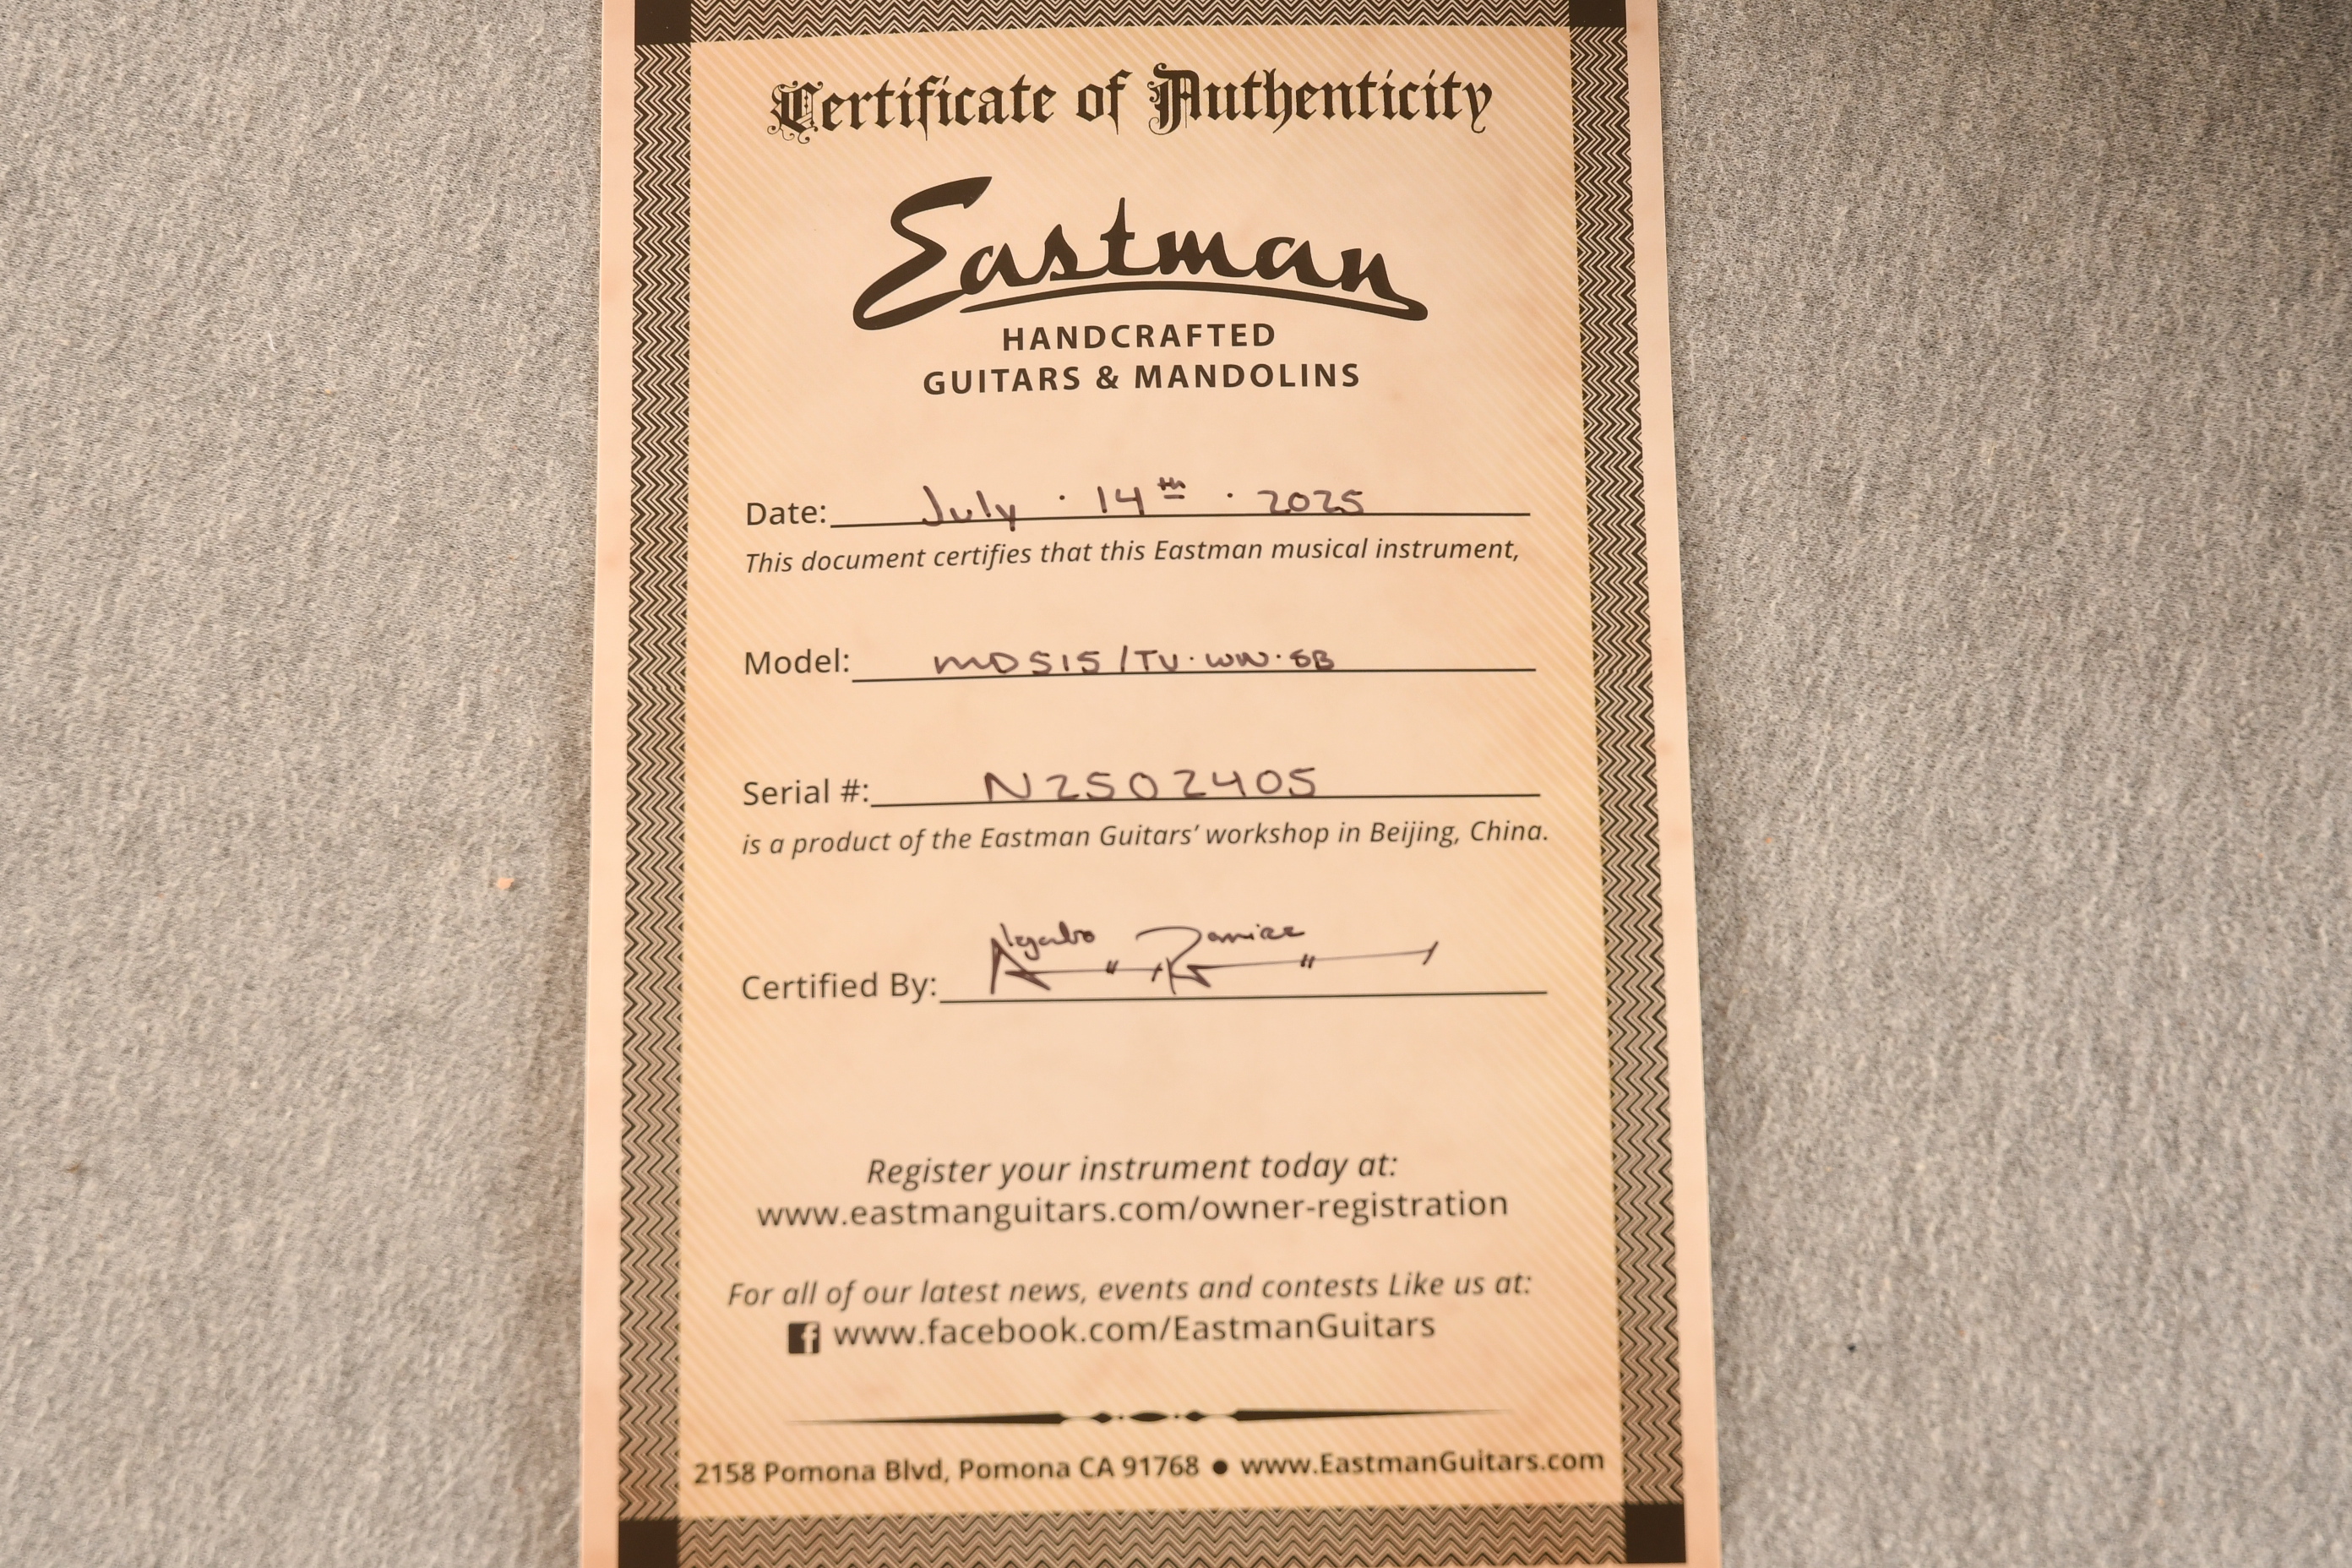 Certificate of Authenticity
Eastman
HANDCRAFTED
GUITARS & MANDOLINS
Date: July · 14th · 2025
This document certifies that this Eastman musical instrument,
Model: MD515/TV·WW·SB
Serial #: N2502405
is a product of the Eastman Guitars' workshop in Beijing, China.
Certified By:
Register your instrument today at:
www.eastmanguitars.com/owner-registration
For all of our latest news, events and contests Like us at:
f www.facebook.com/EastmanGuitars
2158 Pomona Blvd, Pomona CA 91768 ● www.EastmanGuitars.com